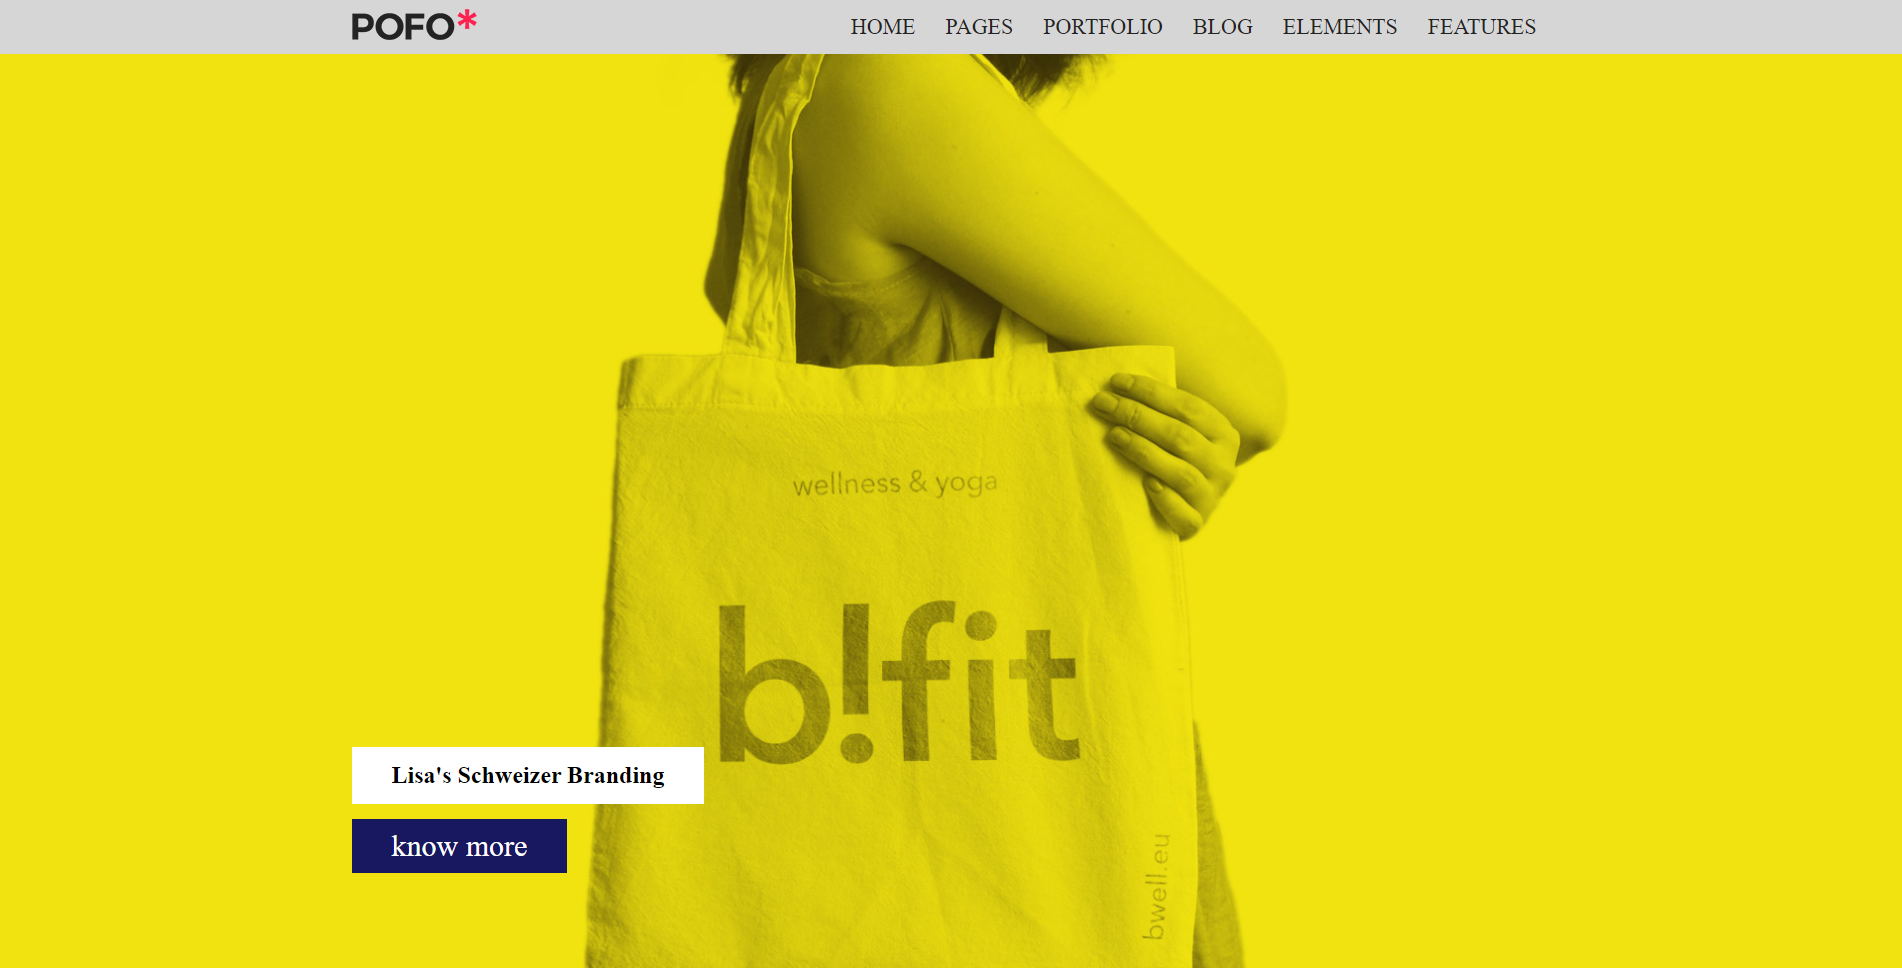 POFO*
HOME PAGES PORTFOLIO BLOG ELEMENTS FEATURES
wellness & yoga
b!fit
Lisa's Schweizer Branding
know more
bwell.eu